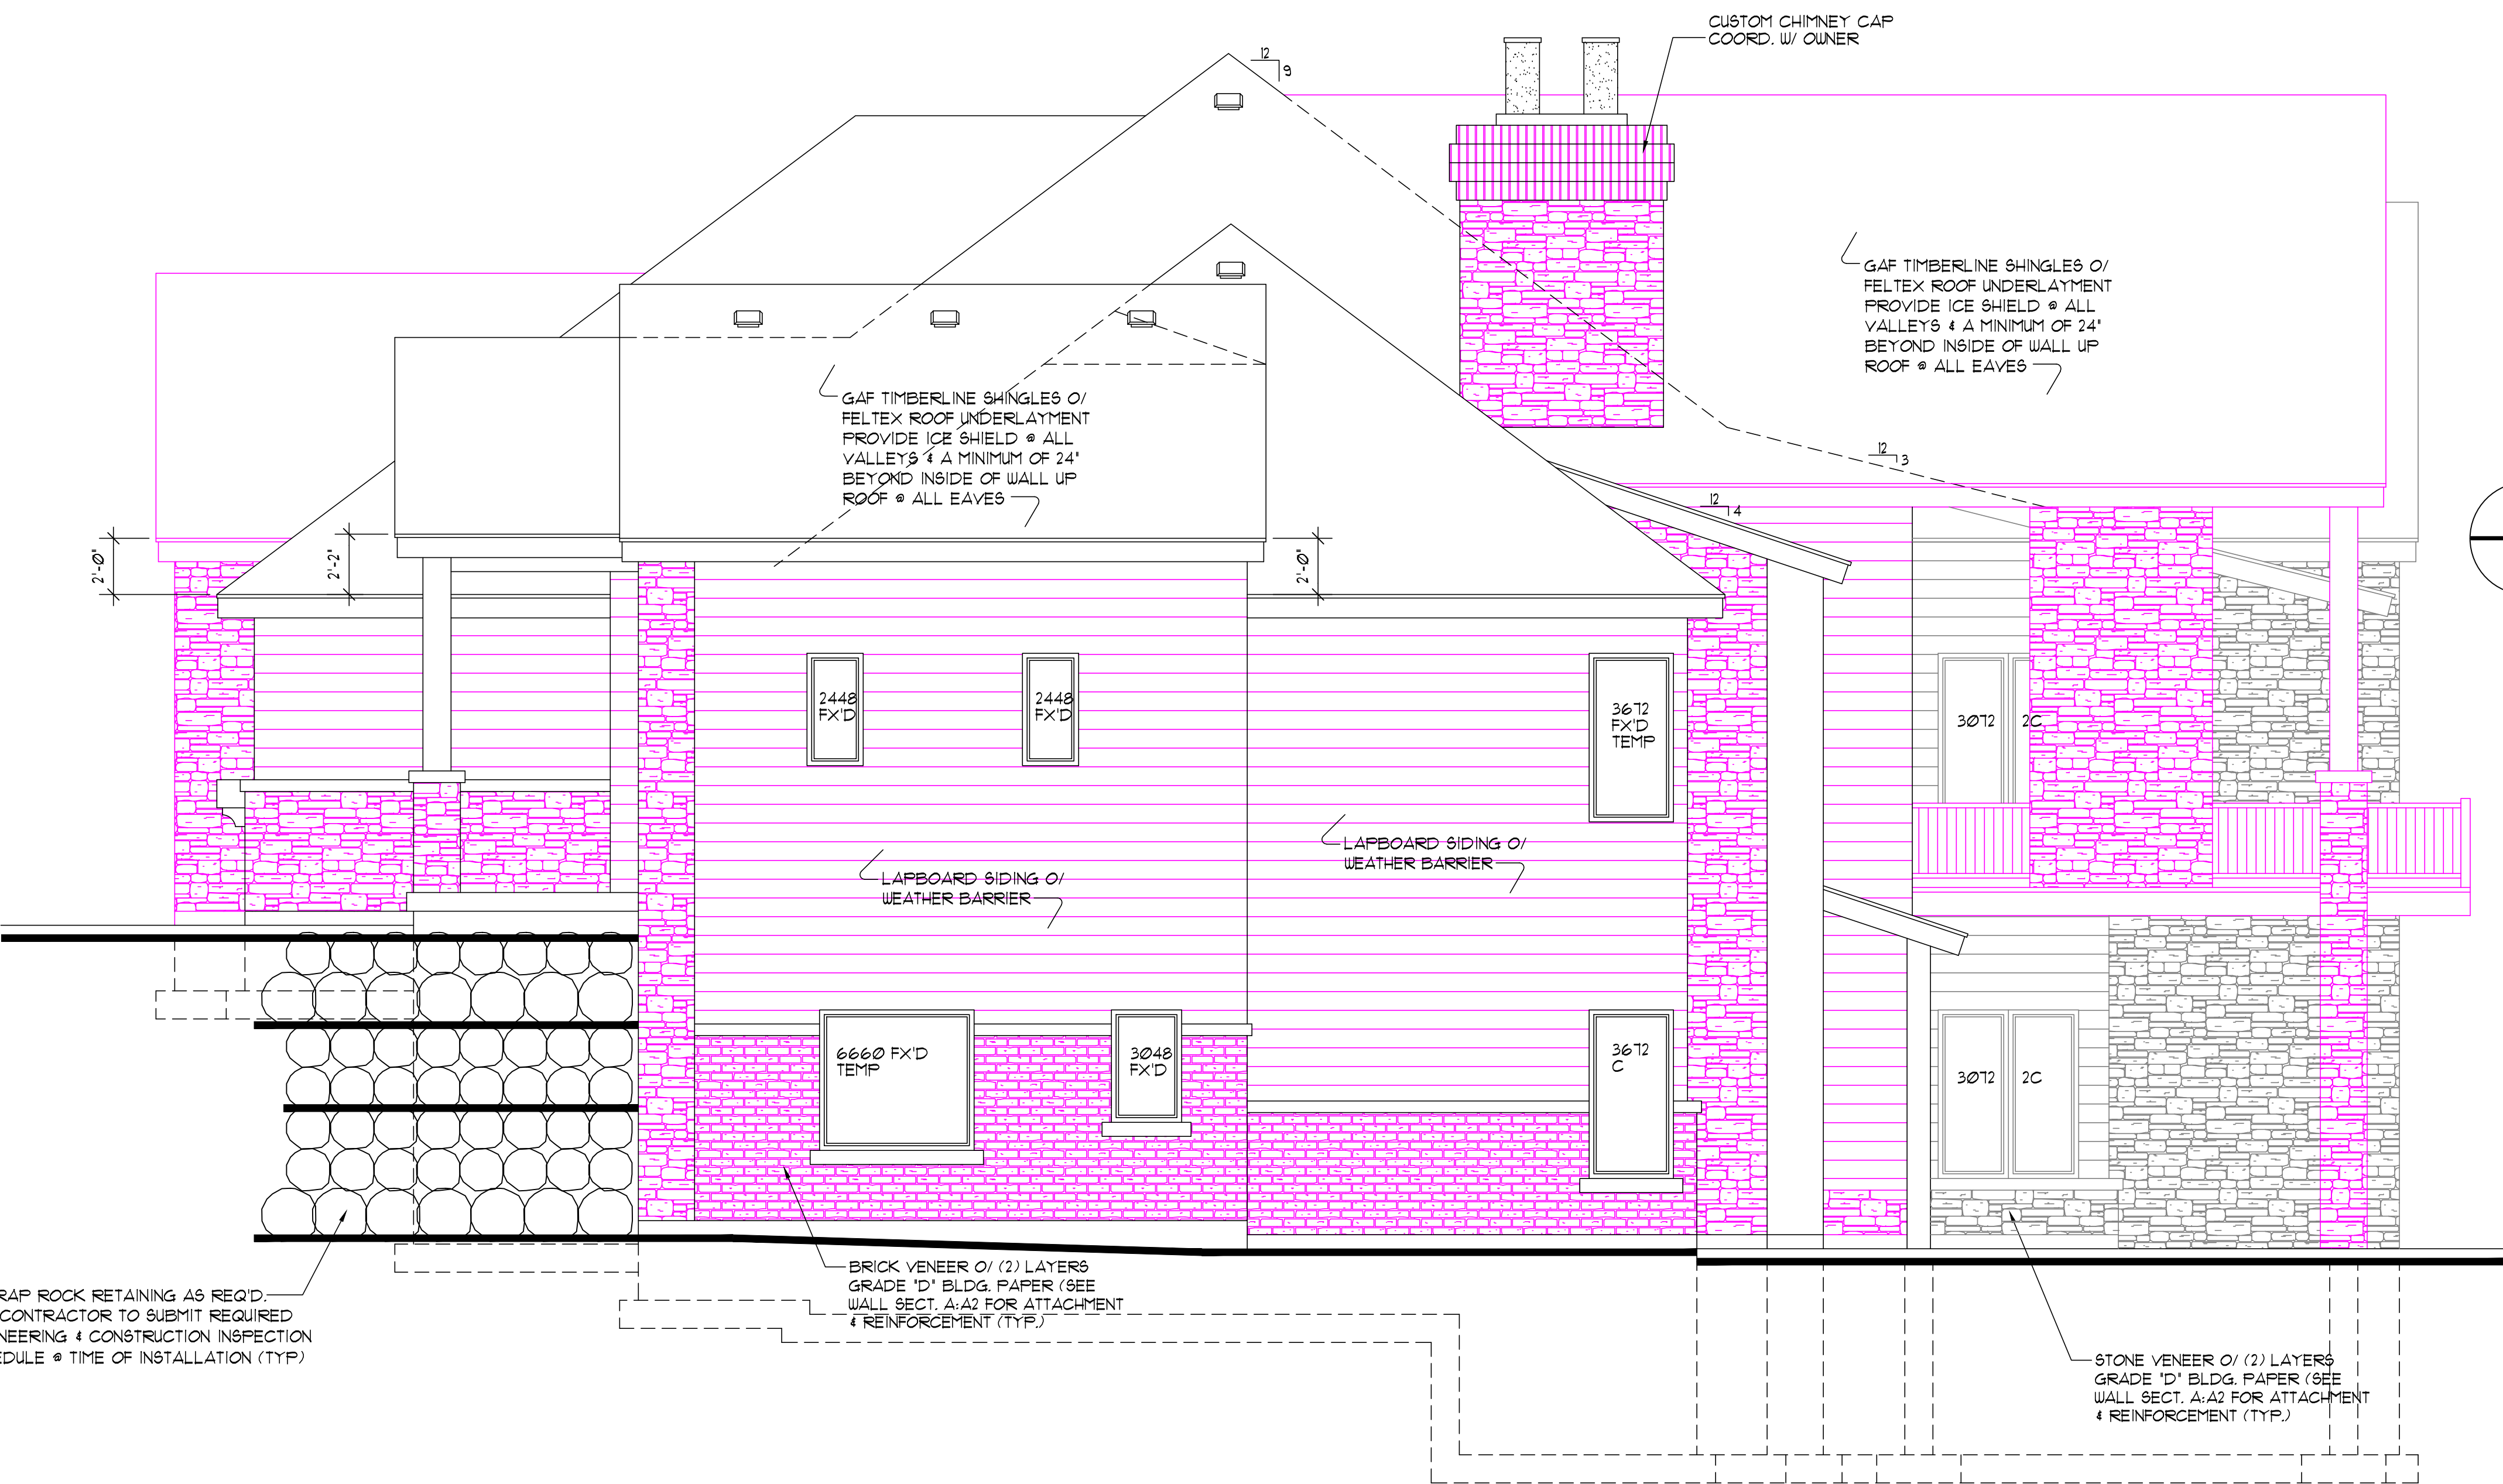 CUSTOM CHIMNEY CAP
COORD. W/ OWNER
12
9
GAF TIMBERLINE SHINGLES O/
FELTEX ROOF UNDERLAYMENT
PROVIDE ICE SHIELD @ ALL
VALLEYS & A MINIMUM OF 24"
BEYOND INSIDE OF WALL UP
ROOF @ ALL EAVES
GAF TIMBERLINE SHINGLES O/
FELTEX ROOF UNDERLAYMENT
PROVIDE ICE SHIELD @ ALL
VALLEYS & A MINIMUM OF 24"
BEYOND INSIDE OF WALL UP
ROOF @ ALL EAVES
12
3
12
4
2'-0"
2'-2"
2'-0"
2448
FX'D
2448
FX'D
3672
FX'D
TEMP
3072
2C
LAPBOARD SIDING O/
WEATHER BARRIER
LAPBOARD SIDING O/
WEATHER BARRIER
6660 FX'D
TEMP
3048
FX'D
3672
C
3072
2C
BRICK VENEER O/ (2) LAYERS
GRADE "D" BLDG. PAPER (SEE
WALL SECT. A:A2 FOR ATTACHMENT
& REINFORCEMENT (TYP.)
RAP ROCK RETAINING AS REQ'D.
CONTRACTOR TO SUBMIT REQUIRED
NEERING & CONSTRUCTION INSPECTION
EDULE @ TIME OF INSTALLATION (TYP)
STONE VENEER O/ (2) LAYERS
GRADE "D" BLDG. PAPER (SEE
WALL SECT. A:A2 FOR ATTACHMENT
& REINFORCEMENT (TYP.)